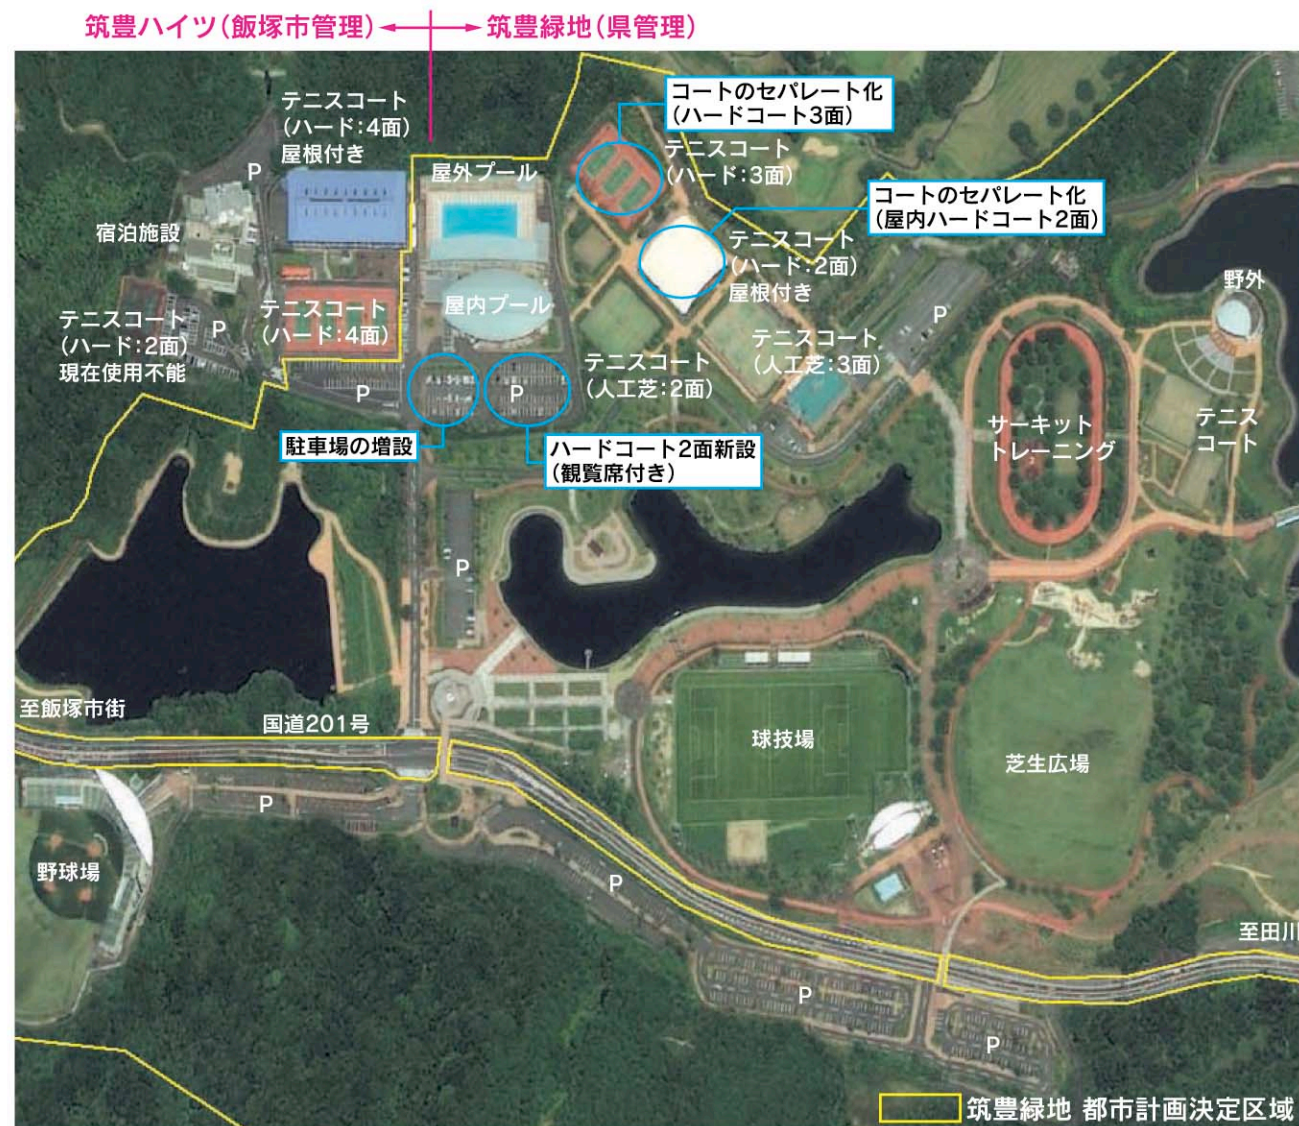 筑豊ハイツ(飯塚市管理)
筑豊緑地(県管理)
テニスコート
(ハード:4面)
屋根付き
P
宿泊施設
テニスコート
(ハード:2面)
現在使用不能
P
テニスコート
(ハード:4面)
P
屋外プール
屋内プール
コートのセパレート化
(ハードコート3面)
テニスコート
(ハード:3面)
コートのセパレート化
(屋内ハードコート2面)
テニスコート
(ハード:2面)
屋根付き
P
野外
テニスコート
(人工芝:2面)
テニスコート
(人工芝:3面)
P
駐車場の増設
ハードコート2面新設
(観覧席付き)
サーキット
トレーニング
テニス
コート
P
至飯塚市街
国道201号
球技場
芝生広場
P
野球場
P
至田川
P
P
筑豊緑地 都市計画決定区域